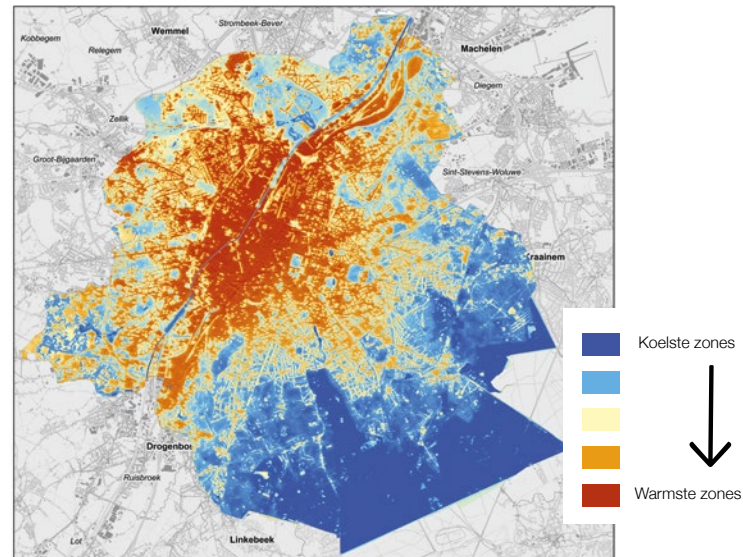 Strombeek-Bever
Wemmel
Kobbegem
Relegem
Machelen
Diegem
Zellik
Groot-Bijgaarden
Sint-Stevens-Woluwe
Kraainem
Koelste zones
Warmste zones
Drogenbos
Ruisbroek
Lot
Linkebeek